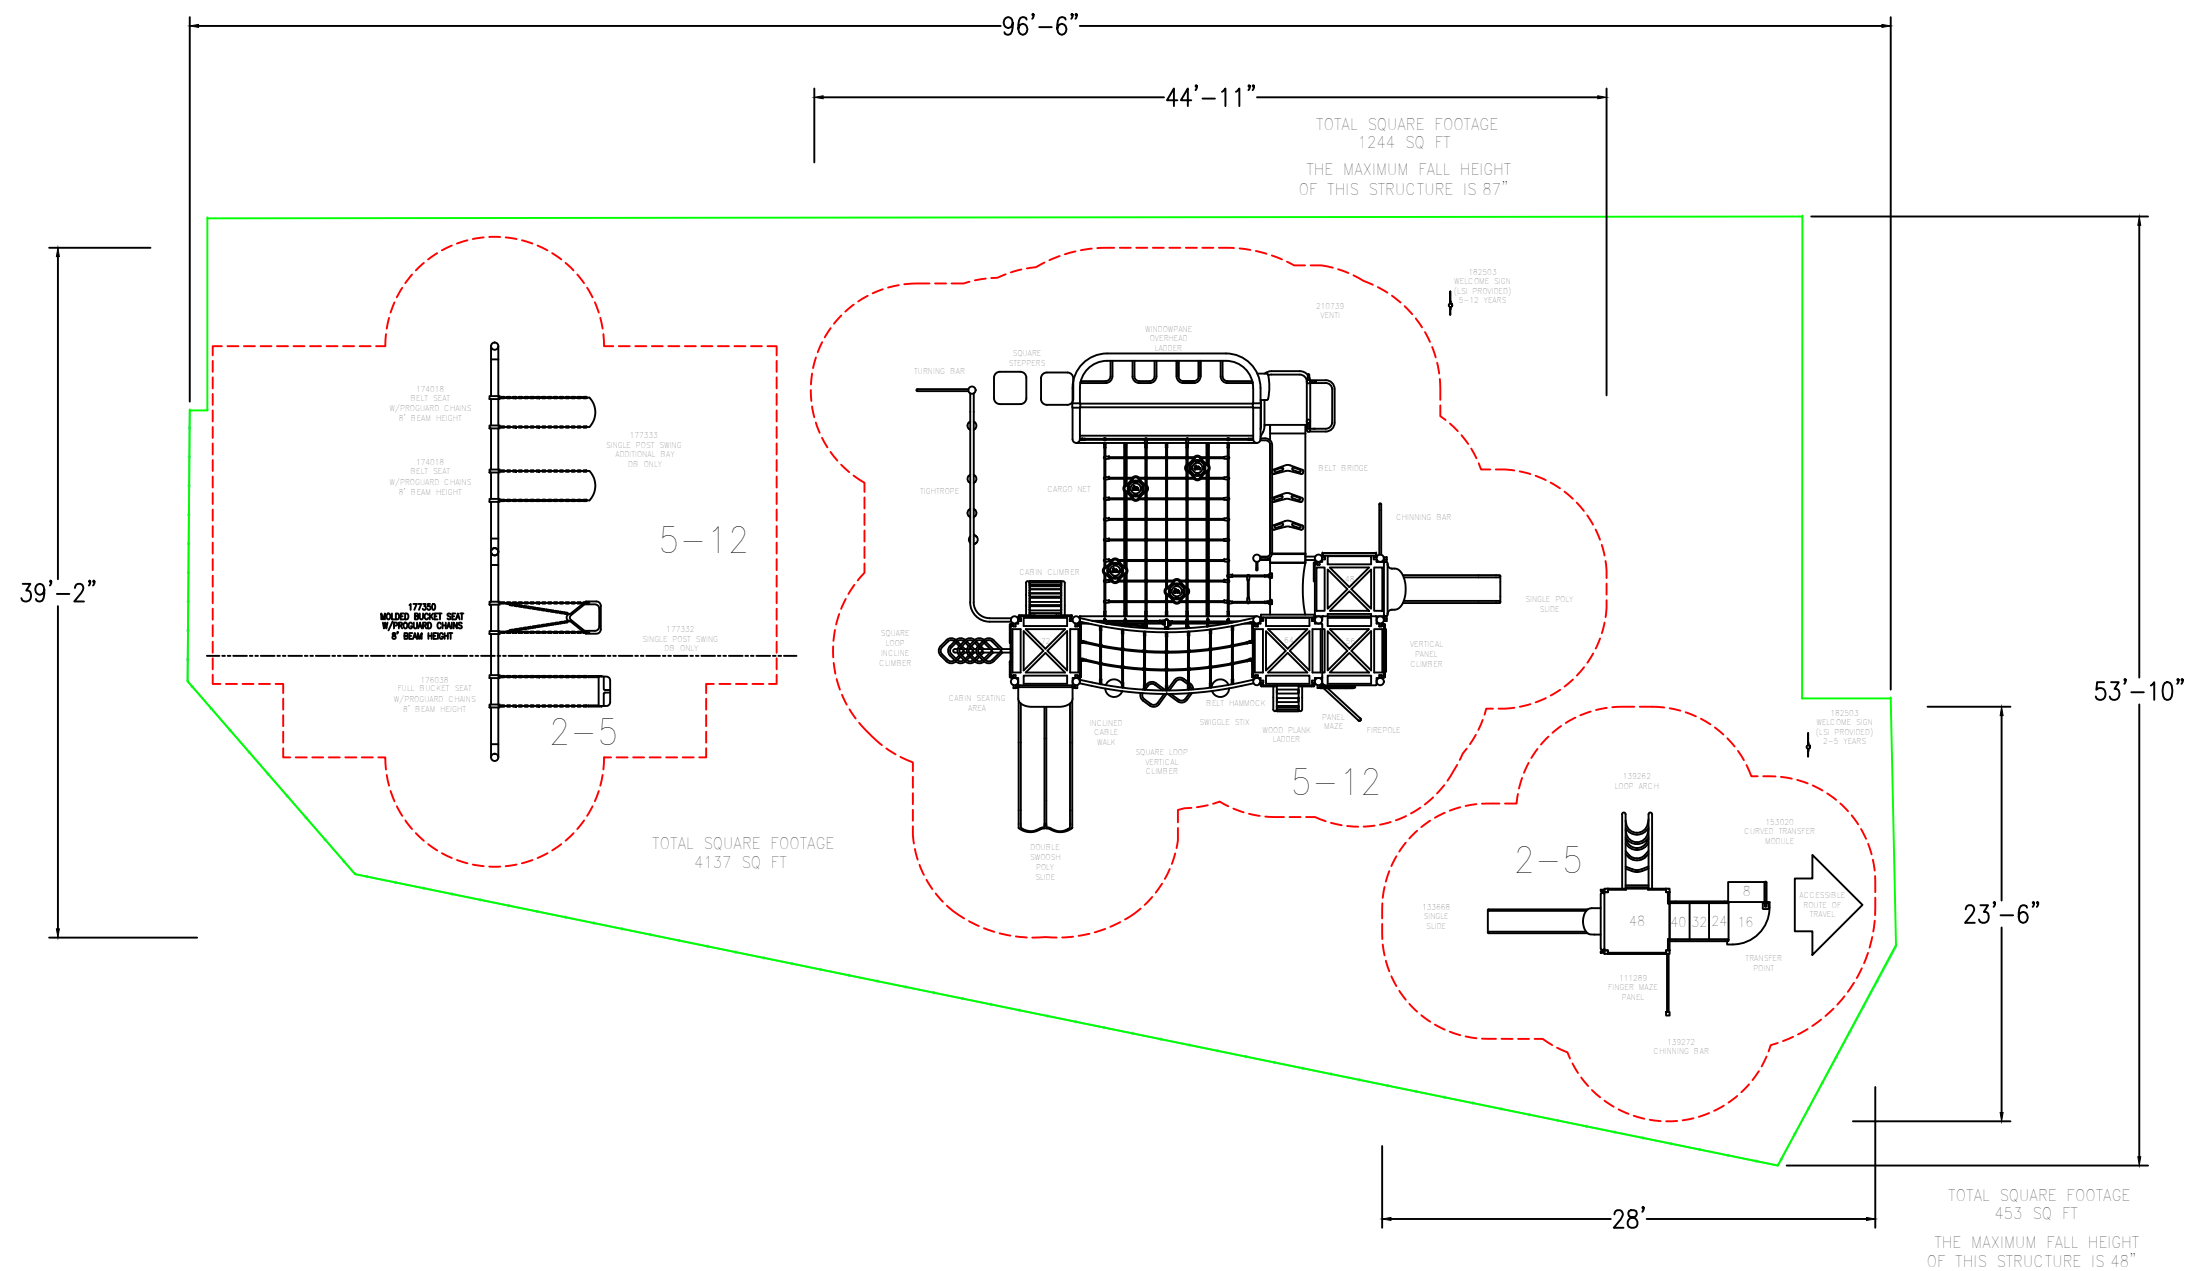 96'-6"
44'-11"
TOTAL SQUARE FOOTAGE
1244 SQ FT
THE MAXIMUM FALL HEIGHT
OF THIS STRUCTURE IS 87"
182503
WELCOME SIGN
(LSI PROVIDED)
5-12 YEARS
210739
VENTI
WINDOWPANE
OVERHEAD
LADDER
SQUARE
STEPPERS
TURNING BAR
174018
BELT SEAT
W/PROGUARD CHAINS
8' BEAM HEIGHT
177333
SINGLE POST SWING
ADDITIONAL BAY
DB ONLY
174018
BELT SEAT
W/PROGUARD CHAINS
8' BEAM HEIGHT
BELT BRIDGE
TIGHTROPE
CARGO NET
CHINNING BAR
5-12
39'-2"
CABIN CLIMBER
48
SINGLE POLY
SLIDE
177350
MOLDED BUCKET SEAT
W/PROGUARD CHAINS
8' BEAM HEIGHT
177332
SINGLE POST SWING
DB ONLY
SQUARE
LOOP
INCLINE
CLIMBER
72
64
56
VERTICAL
PANEL
CLIMBER
176038
FULL BUCKET SEAT
W/PROGUARD CHAINS
8' BEAM HEIGHT
2-5
CABIN SEATING
AREA
BELT HAMMOCK
SWIGGLE STIX
INCLINED
CABLE
WALK
WOOD PLANK
LADDER
PANEL
MAZE
FIREPOLE
SQUARE LOOP
VERTICAL
CLIMBER
5-12
53'-10"
182503
WELCOME SIGN
(LSI PROVIDED)
2-5 YEARS
139262
LOOP ARCH
TOTAL SQUARE FOOTAGE
4137 SQ FT
DOUBLE
SWOOSH
POLY
SLIDE
153020
CURVED TRANSFER
MODULE
2-5
133668
SINGLE
SLIDE
48
40
32
24
16
8
ACCESSIBLE
ROUTE OF
TRAVEL
23'-6"
TRANSFER
POINT
111289
FINGER MAZE
PANEL
139272
CHINNING BAR
28'
TOTAL SQUARE FOOTAGE
453 SQ FT
THE MAXIMUM FALL HEIGHT
OF THIS STRUCTURE IS 48"